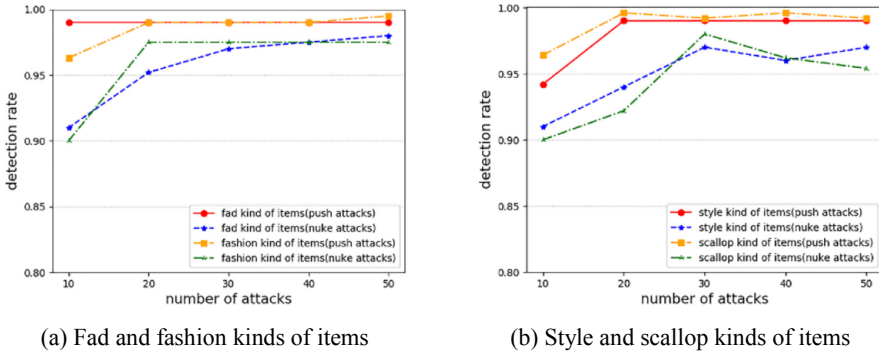 1.00
0.95
0.90
0.85
0.80
detection rate
fad kind of items(push attacks)
fad kind of items(nuke attacks)
fashion kind of items(push attacks)
fashion kind of items(nuke attacks)
10 20 30 40 50
number of attacks
(a) Fad and fashion kinds of items
1.00
0.95
0.90
0.85
0.80
detection rate
style kind of items(push attacks)
style kind of items(nuke attacks)
scallop kind of items(push attacks)
scallop kind of items(nuke attacks)
10 20 30 40 50
number of attacks
(b) Style and scallop kinds of items